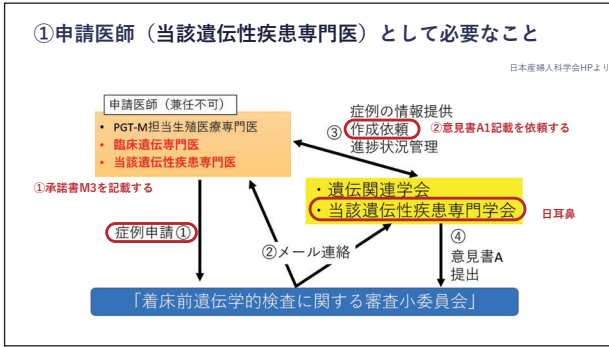 ①申請医師（当該遺伝性疾患専門医）として必要なこと
日本産婦人科学会HPより
申請医師（兼任不可）
• PGT-M担当生殖医療専門医
• 臨床遺伝専門医
• 当該遺伝性疾患専門医
症例の情報提供
③ 作成依頼
②意見書A1記載を依頼する
進捗状況管理
①承諾書M3を記載する
・遺伝関連学会
・当該遺伝性疾患専門学会
日耳鼻
症例申請①
②メール連絡
④
意見書A
提出
「着床前遺伝学的検査に関する審査小委員会」